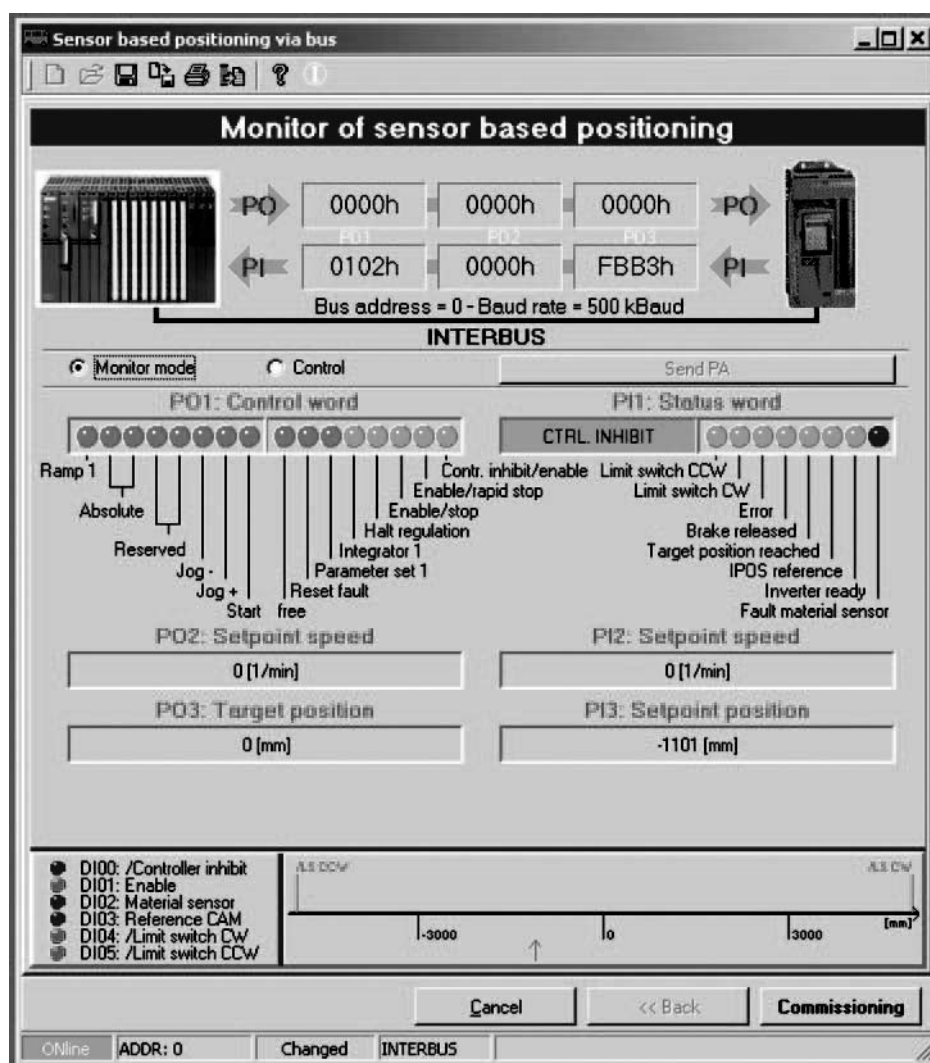 Sensor based positioning via bus
Monitor of sensor based positioning
PO 0000h 0000h 0000h PO
PO1 PO2 PO3
PI 0102h 0000h FBB3h PI
Bus address = 0 - Baud rate = 500 kBaud
INTERBUS
Monitor mode Control Send PA
PO1: Control word PI1: Status word
CTRL. INHIBIT
Ramp 1 Contr. inhibit/enable Limit switch CCW
Enable/rapid stop Limit switch CW
Absolute Enable/stop Error
Halt regulation Brake released
Reserved Integrator 1 Target position reached
Jog - Parameter set 1 IPOS reference
Jog + Reset fault Inverter ready
Start free Fault material sensor
PO2: Setpoint speed PI2: Setpoint speed
0 [1/min] 0 [1/min]
PO3: Target position PI3: Setpoint position
0 [mm] -1101 [mm]
DI00: /Controller inhibit
DI01: Enable
DI02: Material sensor
DI03: Reference CAM
DI04: /Limit switch CW
DI05: /Limit switch CCW
/LS CCW /LS CW
-3000 0 3000 [mm]
Cancel << Back Commissioning
ONline ADDR: 0 Changed INTERBUS